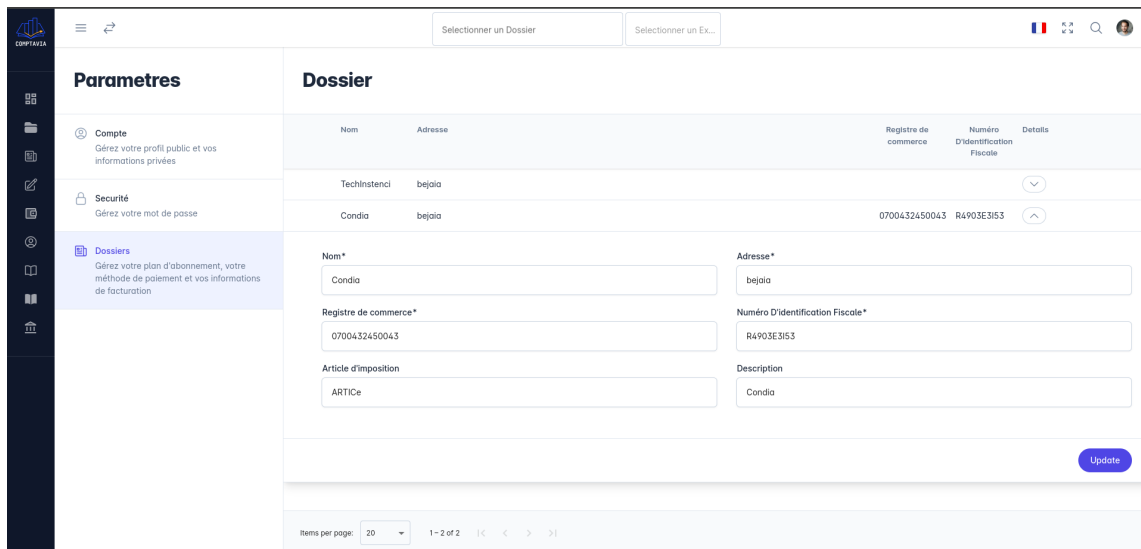 COMPTAVIA
Selectionner un Dossier
Selectionner un Ex...
Parametres
Compte
Gérez votre profil public et vos
informations privées
Securité
Gérez votre mot de passe
Dossiers
Gérez votre plan d'abonnement, votre
méthode de paiement et vos informations
de facturation
Dossier
Nom Adresse Registre de commerce Numéro D'identification Fiscale Details
TechInstenci bejaia
Condia bejaia 0700432450043 R4903E3I53
Nom* Adresse*
Condia bejaia
Registre de commerce* Numéro D'identification Fiscale*
0700432450043 R4903E3I53
Article d'imposition Description
ARTICe Condia
Update
Items per page: 20 1 – 2 of 2